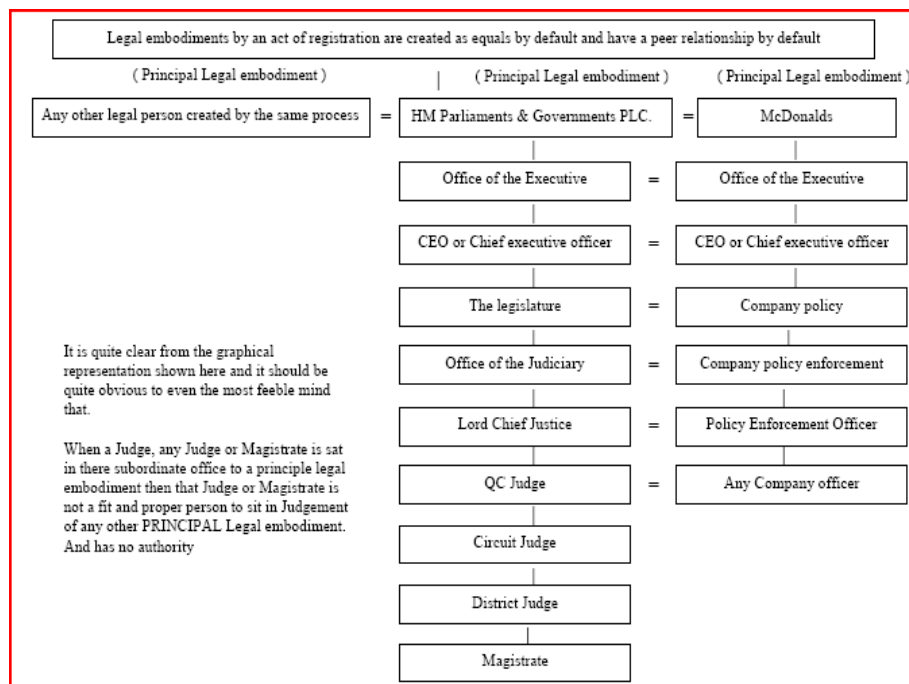 Legal embodiments by an act of registration are created as equals by default and have a peer relationship by default
( Principal Legal embodiment ) ( Principal Legal embodiment ) ( Principal Legal embodiment )
Any other legal person created by the same process = HM Parliaments & Governments PLC. = McDonalds
Office of the Executive = Office of the Executive
CEO or Chief executive officer = CEO or Chief executive officer
The legislature = Company policy
Office of the Judiciary = Company policy enforcement
Lord Chief Justice = Policy Enforcement Officer
QC Judge = Any Company officer
Circuit Judge
District Judge
Magistrate
It is quite clear from the graphical
representation shown here and it should be
quite obvious to even the most feeble mind
that.
When a Judge, any Judge or Magistrate is sat
in there subordinate office to a principle legal
embodiment then that Judge or Magistrate is
not a fit and proper person to sit in Judgement
of any other PRINCIPAL Legal embodiment.
And has no authority